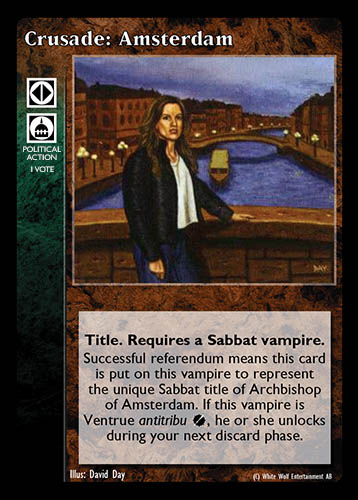 Crusade: Amsterdam
POLITICAL
ACTION
1 VOTE
DAY
Title. Requires a Sabbat vampire.
Successful referendum means this card
is put on this vampire to represent
the unique Sabbat title of Archbishop
of Amsterdam. If this vampire is
Ventrue antitribu , he or she unlocks
during your next discard phase.
Illus: David Day
(C) White Wolf Entertainment AB